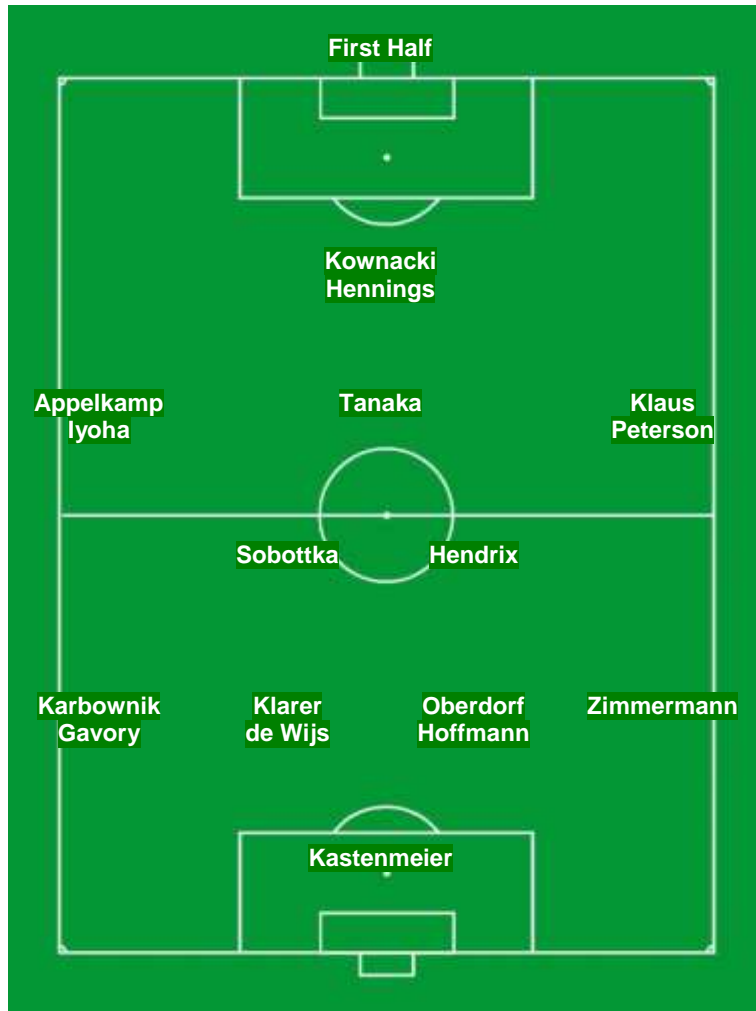 First Half
Kownacki
Hennings
Appelkamp
Iyoha
Tanaka
Klaus
Peterson
Sobottka
Hendrix
Karbownik
Gavory
Klarer
de Wijs
Oberdorf
Hoffmann
Zimmermann
Kastenmeier